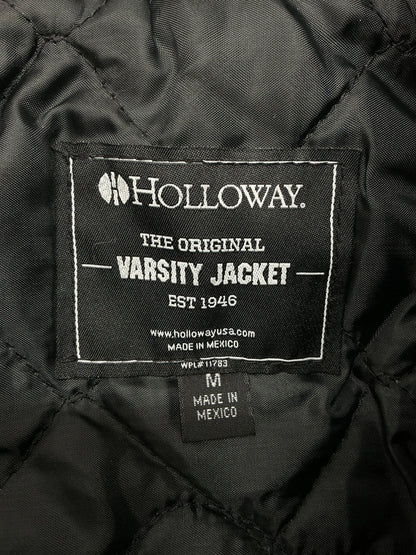 HOLLOWAY.
THE ORIGINAL
VARSITY JACKET
EST 1946
www.hollowayusa.com
MADE IN MEXICO
WPL# 11783
M
MADE IN
MEXICO